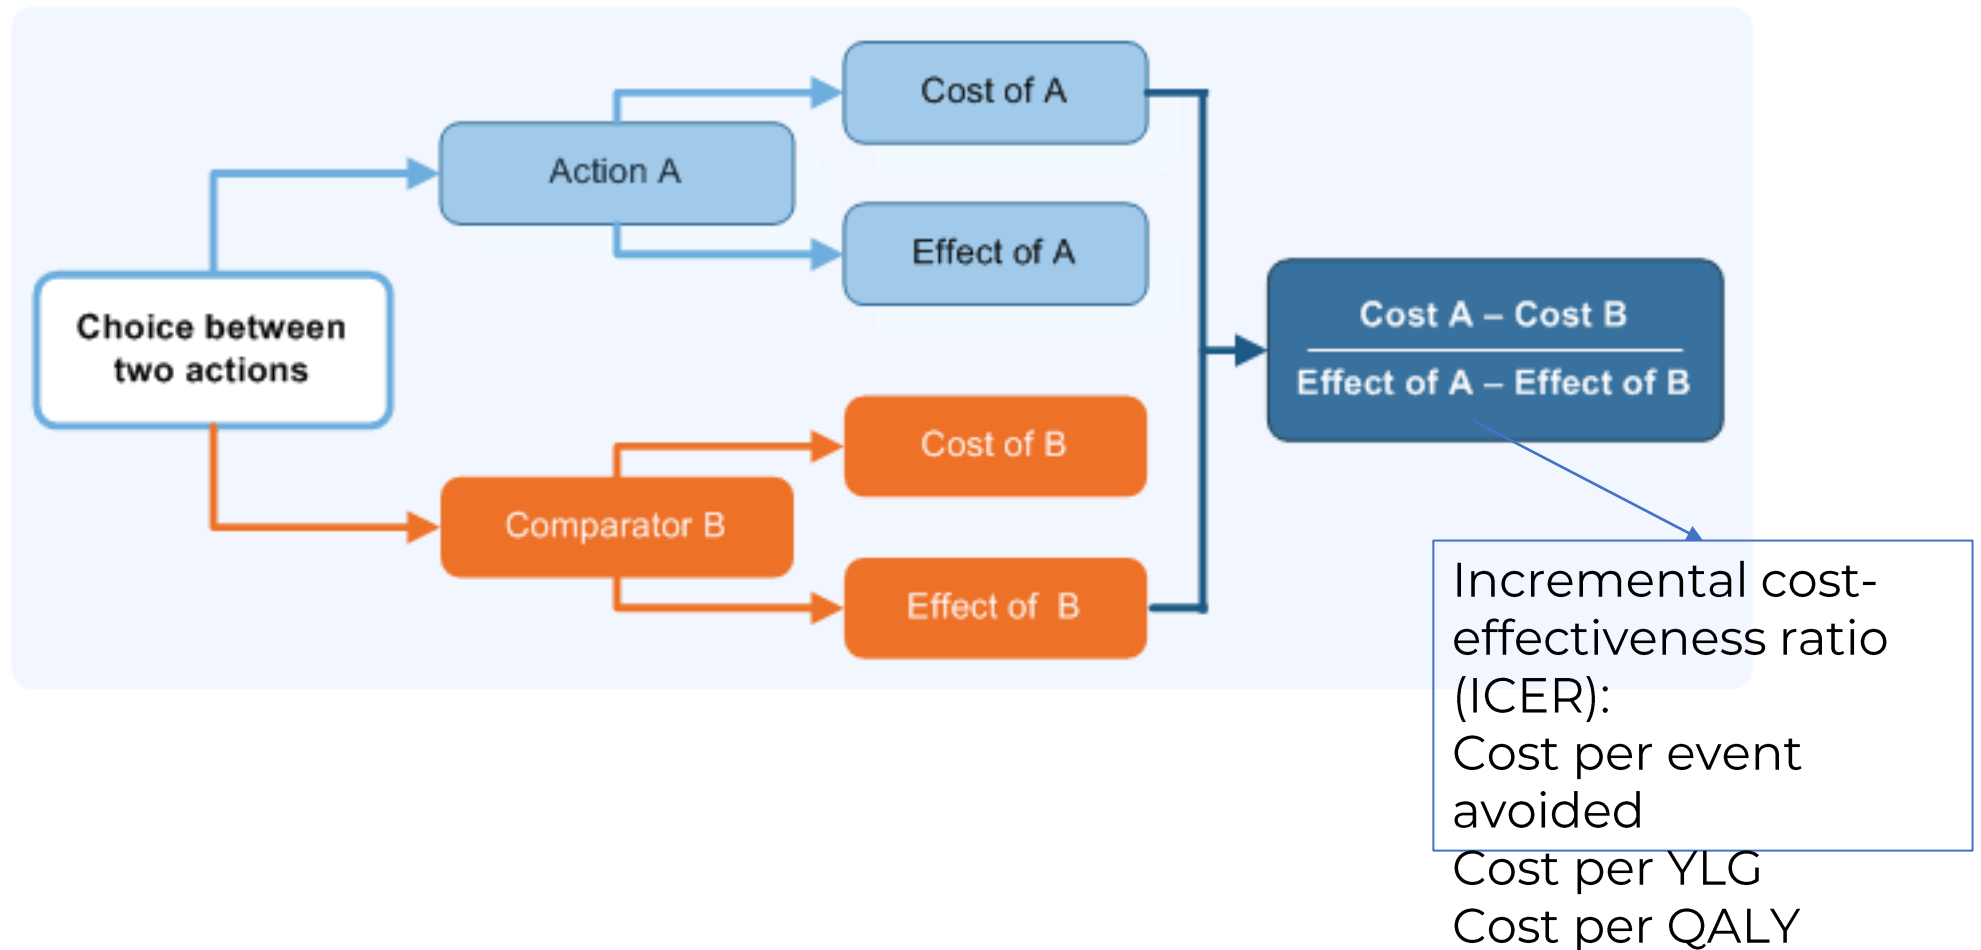 Cost of A
Action A
Effect of A
Choice between
two actions
Cost A – Cost B
Effect of A – Effect of B
Cost of B
Comparator B
Effect of B
Incremental cost-
effectiveness ratio
(ICER):
Cost per event
avoided
Cost per YLG
Cost per QALY